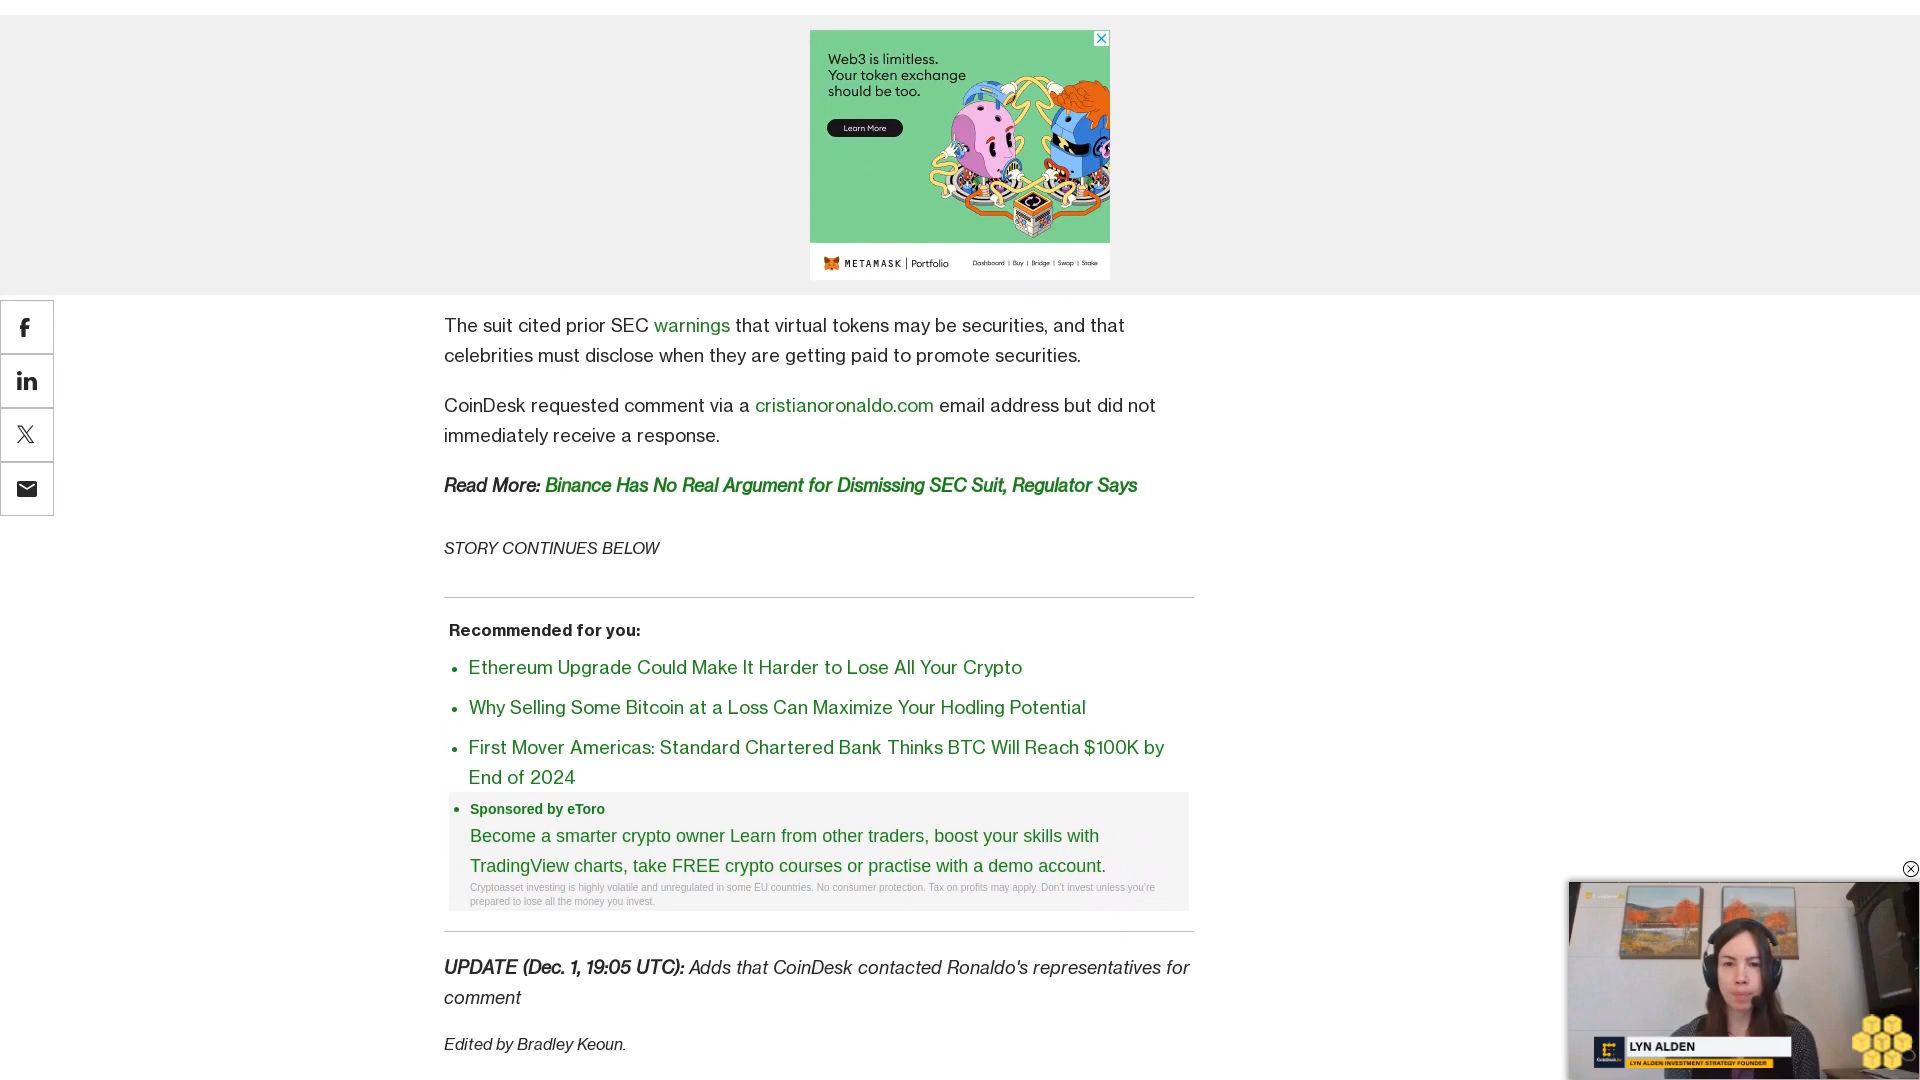 Web3 is limitless.
Your token exchange
should be too.
Learn More
METAMASK | Portfolio
Dashboard | Buy | Bridge | Swap | Stake
The suit cited prior SEC warnings that virtual tokens may be securities, and that
celebrities must disclose when they are getting paid to promote securities.
CoinDesk requested comment via a cristianoronaldo.com email address but did not
immediately receive a response.
Read More: Binance Has No Real Argument for Dismissing SEC Suit, Regulator Says
STORY CONTINUES BELOW
Recommended for you:
• Ethereum Upgrade Could Make It Harder to Lose All Your Crypto
• Why Selling Some Bitcoin at a Loss Can Maximize Your Hodling Potential
• First Mover Americas: Standard Chartered Bank Thinks BTC Will Reach $100K by
End of 2024
• Sponsored by eToro
Become a smarter crypto owner Learn from other traders, boost your skills with
TradingView charts, take FREE crypto courses or practise with a demo account.
Cryptoasset investing is highly volatile and unregulated in some EU countries. No consumer protection. Tax on profits may apply. Don't invest unless you're
prepared to lose all the money you invest.
UPDATE (Dec. 1, 19:05 UTC): Adds that CoinDesk contacted Ronaldo's representatives for
comment
Edited by Bradley Keoun.
LYN ALDEN
LYN ALDEN INVESTMENT STRATEGY FOUNDER